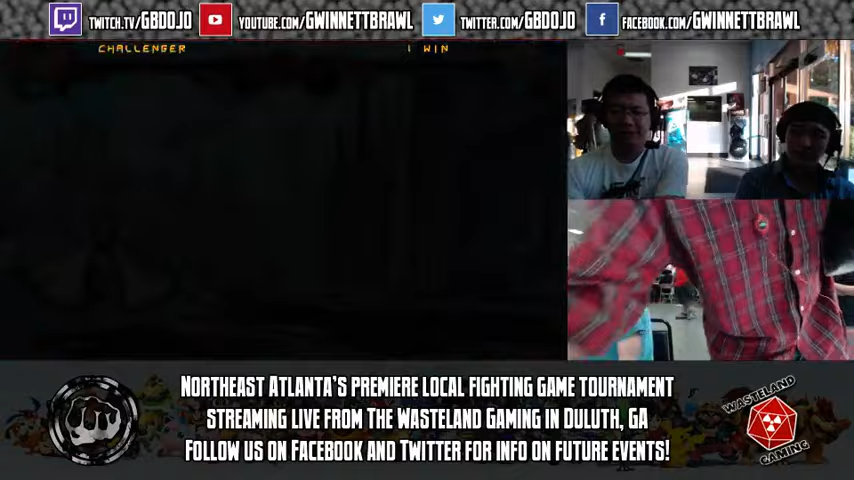 TWITCH.TV/GBDOJO YOUTUBE.COM/GWINNETTBRAWL TWITTER.COM/GBDOJO FACEBOOK.COM/GWINNETTBRAWL
CHALLENGER 1 WIN
NORTHEAST ATLANTA'S PREMIERE LOCAL FIGHTING GAME TOURNAMENT
STREAMING LIVE FROM THE WASTELAND GAMING IN DULUTH, GA
FOLLOW US ON FACEBOOK AND TWITTER FOR INFO ON FUTURE EVENTS!
WASTELAND
GAMING